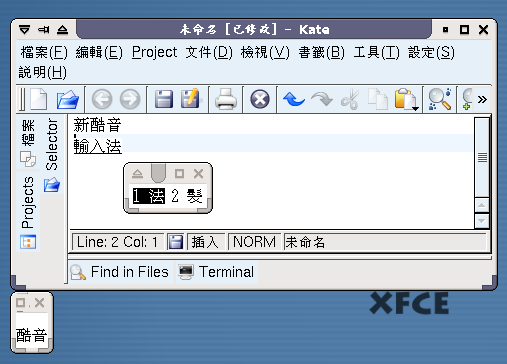 未命名 [已修改] - Kate
檔案(F) 編輯(E) Project 文件(D) 檢視(V) 書籤(B) 工具(T) 設定(S)
說明(H)
檔案
Selector
Projects
新酷音
輸入法
1 法 2 髮
Line: 2 Col: 1 插入 NORM 未命名
Find in Files Terminal
酷音
XFCE